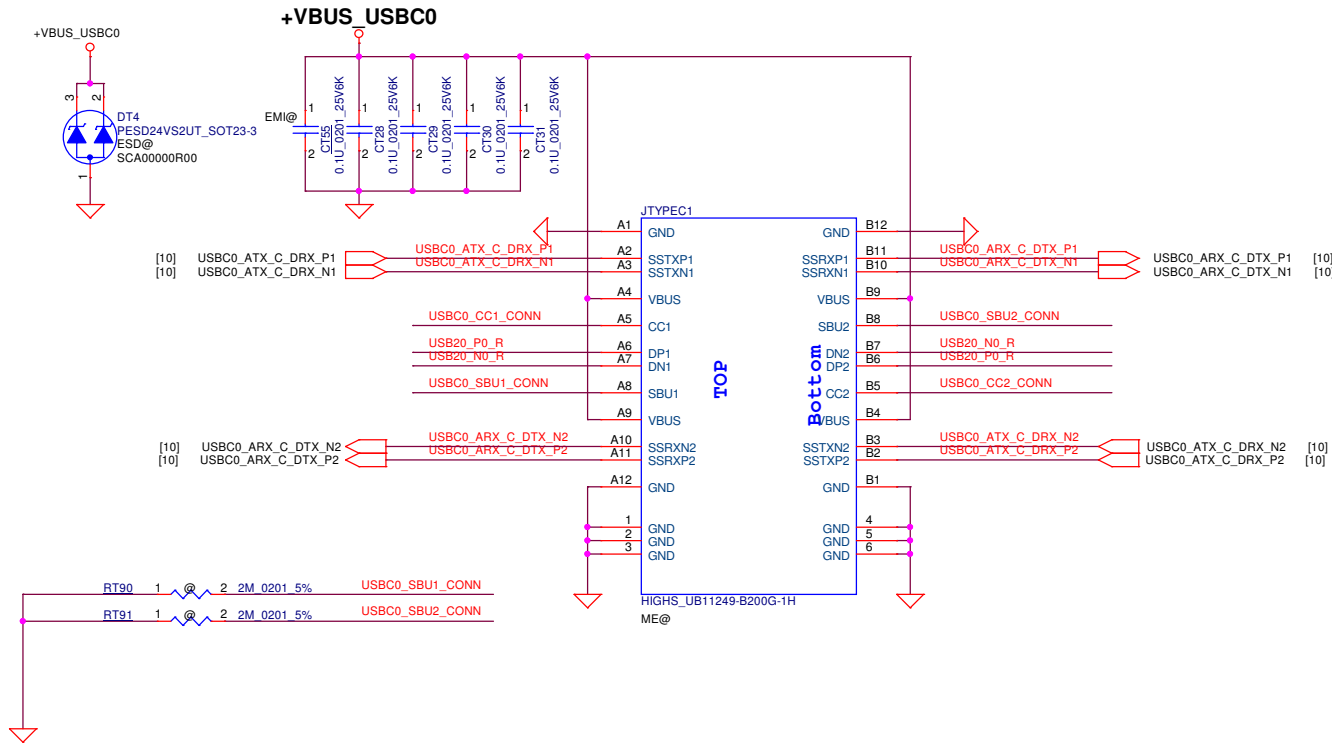 +VBUS_USBC0
+VBUS_USBC0
3
2
DT4
PESD24VS2UT_SOT23-3
ESD@
SCA00000R00
1
EMI@
1
2
CT55
0.1U_0201_25V6K
1
2
CT28
0.1U_0201_25V6K
1
2
CT29
0.1U_0201_25V6K
1
2
CT30
0.1U_0201_25V6K
1
2
CT31
0.1U_0201_25V6K
JTYPEC1
A1 GND GND B12
[10] USBC0_ATX_C_DRX_P1 USBC0_ATX_C_DRX_P1 A2 SSTXP1 SSRXP1 B11 USBC0_ARX_C_DTX_P1 USBC0_ARX_C_DTX_P1 [10]
[10] USBC0_ATX_C_DRX_N1 USBC0_ATX_C_DRX_N1 A3 SSTXN1 SSRXN1 B10 USBC0_ARX_C_DTX_N1 USBC0_ARX_C_DTX_N1 [10]
A4 VBUS VBUS B9
USBC0_CC1_CONN A5 CC1 SBU2 B8 USBC0_SBU2_CONN
USB20_P0_R A6 DP1 DN2 B7 USB20_N0_R
USB20_N0_R A7 DN1 DP2 B6 USB20_P0_R
TOP
Bottom
USBC0_SBU1_CONN A8 SBU1 CC2 B5 USBC0_CC2_CONN
A9 VBUS VBUS B4
[10] USBC0_ARX_C_DTX_N2 USBC0_ARX_C_DTX_N2 A10 SSRXN2 SSTXN2 B3 USBC0_ATX_C_DRX_N2 USBC0_ATX_C_DRX_N2 [10]
[10] USBC0_ARX_C_DTX_P2 USBC0_ARX_C_DTX_P2 A11 SSRXP2 SSTXP2 B2 USBC0_ATX_C_DRX_P2 USBC0_ATX_C_DRX_P2 [10]
A12 GND GND B1
1 GND GND 4
2 GND GND 5
3 GND GND 6
HIGHS_UB11249-B200G-1H
ME@
RT90 1 @ 2 2M_0201_5% USBC0_SBU1_CONN
RT91 1 @ 2 2M_0201_5% USBC0_SBU2_CONN